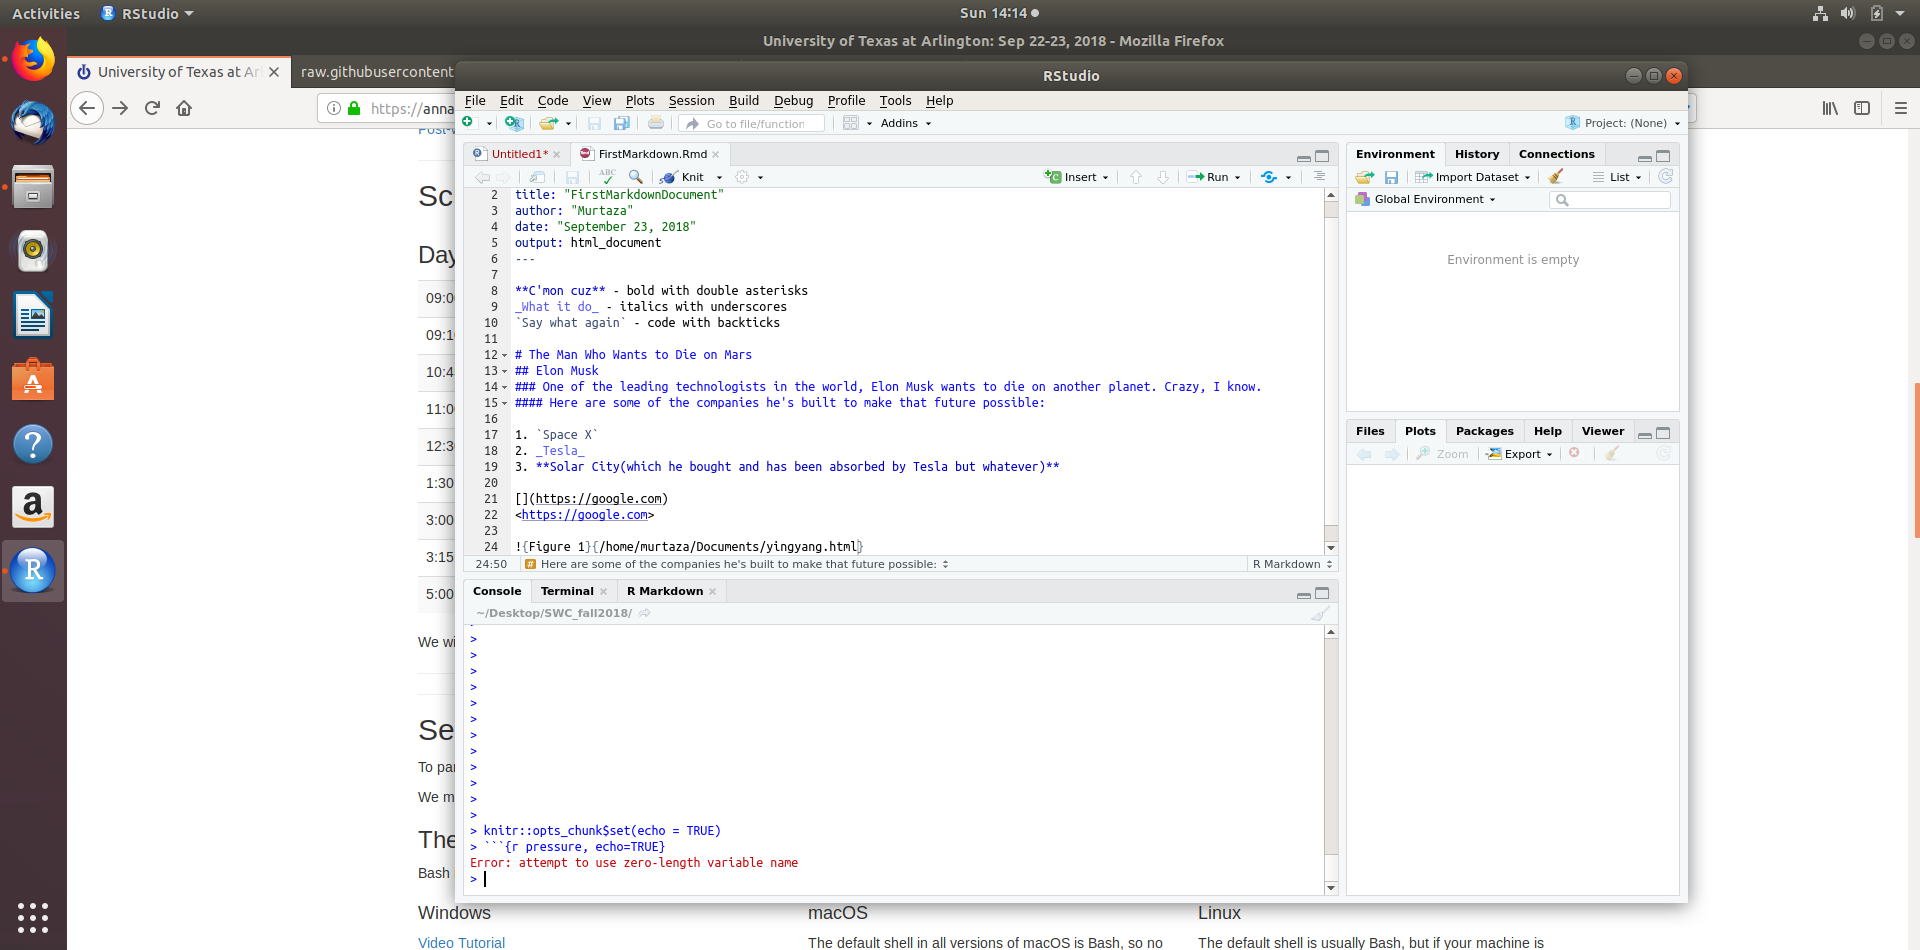 Activities
RStudio
Sun 14:14
University of Texas at Arlington: Sep 22-23, 2018 - Mozilla Firefox
University of Texas at Ar
raw.githubusercontent
https://anna
RStudio
File Edit Code View Plots Session Build Debug Profile Tools Help
Go to file/function
Addins
Project: (None)
Untitled1*
FirstMarkdown.Rmd
ABC
Knit
Insert
Run
2 title: "FirstMarkdownDocument"
3 author: "Murtaza"
4 date: "September 23, 2018"
5 output: html_document
6 ---
7
8 **C'mon cuz** - bold with double asterisks
9 _What it do_ - italics with underscores
10 `Say what again` - code with backticks
11
12 # The Man Who Wants to Die on Mars
13 ## Elon Musk
14 ### One of the leading technologists in the world, Elon Musk wants to die on another planet. Crazy, I know.
15 #### Here are some of the companies he's built to make that future possible:
16
17 1. `Space X`
18 2. _Tesla_
19 3. **Solar City(which he bought and has been absorbed by Tesla but whatever)**
20
21 [](https://google.com)
22 <https://google.com>
23
24 !{Figure 1}{/home/murtaza/Documents/yingyang.html}
24:50
# Here are some of the companies he's built to make that future possible:
R Markdown
Console
Terminal
R Markdown
~/Desktop/SWC_fall2018/
>
>
>
>
>
>
>
>
>
>
>
>
> knitr::opts_chunk$set(echo = TRUE)
> ```{r pressure, echo=TRUE}
Error: attempt to use zero-length variable name
>
Environment
History
Connections
Import Dataset
List
Global Environment
Environment is empty
Files
Plots
Packages
Help
Viewer
Zoom
Export
Sc
Day
09:0
10:4
11:0
12:3
1:30
3:00
3:15
5:00
We wi
Se
To par
We m
The
Bash
Windows
Video Tutorial
macOS
The default shell in all versions of macOS is Bash, so no
Linux
The default shell is usually Bash, but if your machine is